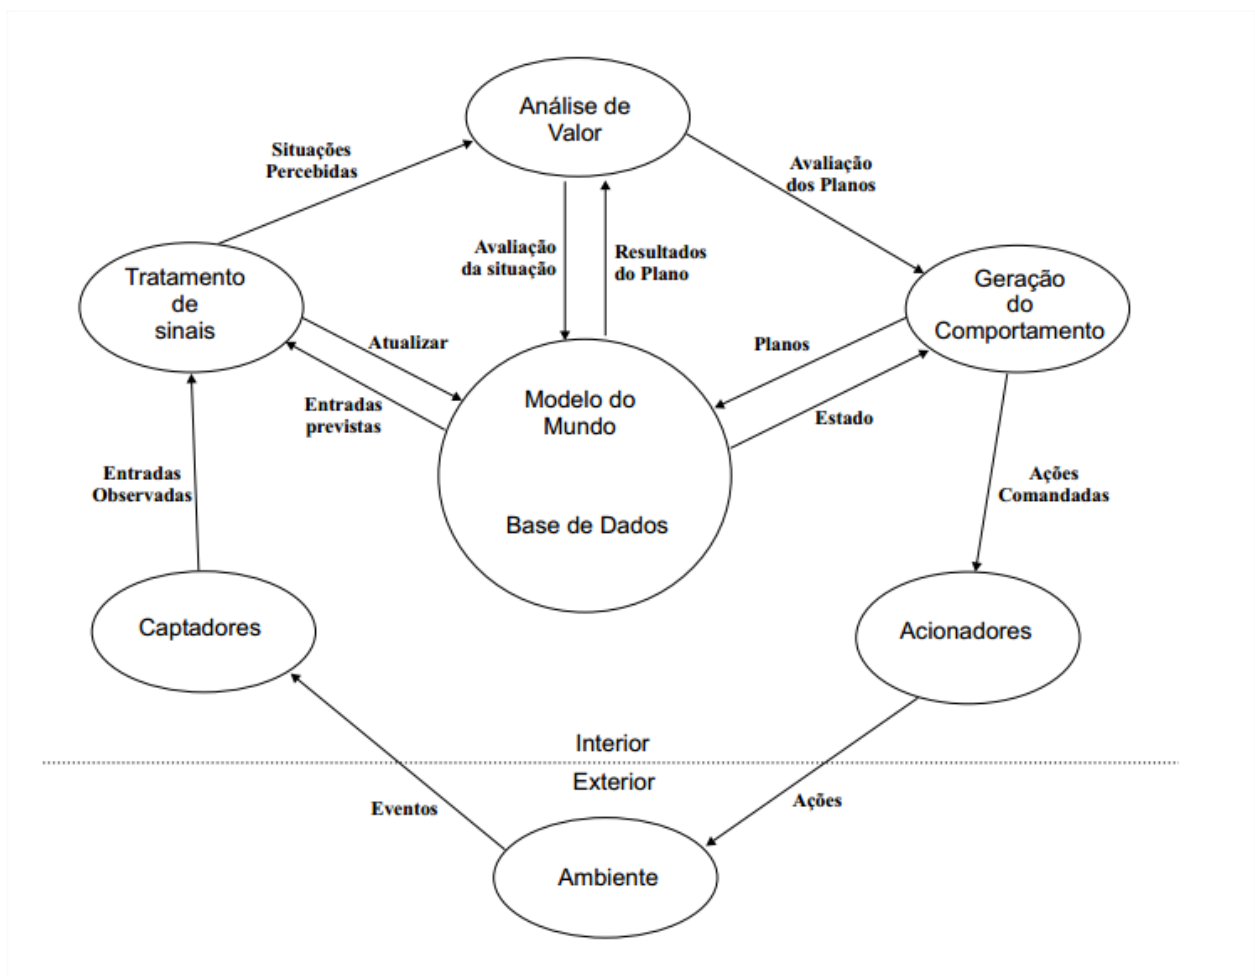 Análise de
Valor
Situações
Percebidas
Avaliação
dos Planos
Avaliação
da situação
Resultados
do Plano
Tratamento
de
sinais
Geração
do
Comportamento
Atualizar
Planos
Entradas
previstas
Modelo do
Mundo
Estado
Entradas
Observadas
Ações
Comandadas
Base de Dados
Captadores
Acionadores
Interior
Exterior
Eventos
Ações
Ambiente